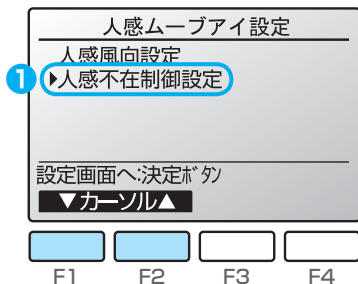 人感ムーブアイ設定
人感風向設定
❶ ▶人感不在制御設定
設定画面へ:決定ﾎﾞﾀﾝ
▼カーソル▲
F1 F2 F3 F4